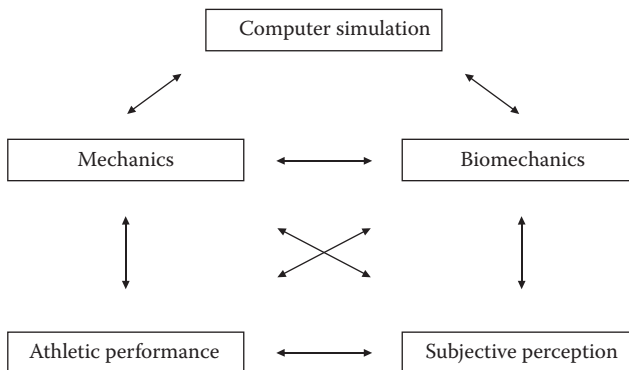 Computer simulation
Mechanics
Biomechanics
Athletic performance
Subjective perception